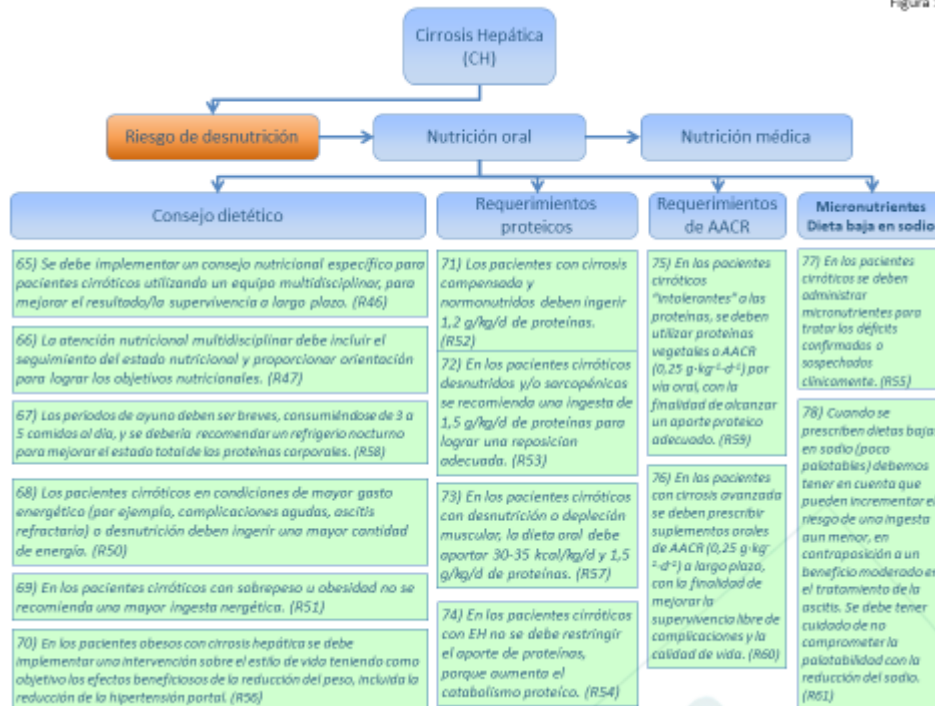 Figura
Cirrosis Hepática
(CH)
Riesgo de desnutrición
Nutrición oral
Nutrición médica
Consejo dietético
65) Se debe implementar un consejo nutricional específico para
pacientes cirróticos utilizando un equipo multidisciplinar, para
mejorar el resultado/la supervivencia a largo plazo. (R46)
66) La atención nutricional multidisciplinar debe incluir el
seguimiento del estado nutricional y proporcionar orientación
para lograr los objetivos nutricionales. (R47)
67) Los periodos de ayuno deben ser breves, consumiéndose de 3 a
5 comidas al día, y se debería recomendar un refrigerio nocturno
para mejorar el estado total de las proteínas corporales. (R58)
68) Los pacientes cirróticos en condiciones de mayor gasto
energético (por ejemplo, complicaciones agudas, ascitis
refractaria) o desnutrición deben ingerir una mayor cantidad
de energía. (R50)
69) En los pacientes cirróticos con sobrepeso u obesidad no se
recomienda una mayor ingesta nergética. (R51)
70) En los pacientes obesos con cirrosis hepática se debe
implementar una intervención sobre el estilo de vida teniendo como
objetivo los efectos beneficiosos de la reducción del peso, incluida la
reducción de la hipertensión portal. (R56)
Requerimientos
proteicos
71) Los pacientes con cirrosis
compensada y
normonutridos deben ingerir
1,2 g/kg/d de proteínas.
(R52)
72) En los pacientes cirróticos
desnutridos y/o sarcopénicos
se recomienda una ingesta de
1,5 g/kg/d de proteínas para
lograr una reposicion
adecuada. (R53)
73) En los pacientes cirróticos
con desnutrición o depleción
muscular, la dieta oral debe
aportar 30-35 kcal/kg/d y 1,5
g/kg/d de proteínas. (R57)
74) En los pacientes cirróticos
con EH no se debe restringir
el aporte de proteínas,
porque aumenta el
catabolismo proteico. (R54)
Requerimientos
de AACR
75) En los pacientes
cirróticos
"intolerantes" a las
proteínas, se deben
utilizar proteínas
vegetales o AACR
(0,25 g·kg⁻¹·d⁻¹) por
vía oral, con la
finalidad de alcanzar
un aporte proteico
adecuado. (R59)
76) En los pacientes
con cirrosis avanzada
se deben prescribir
suplementos orales
de AACR (0,25 g·kg⁻
¹·d⁻¹) a largo plazo,
con la finalidad de
mejorar la
supervivencia libre de
complicaciones y la
calidad de vida. (R60)
Micronutrientes
Dieta baja en sodio
77) En los pacientes
cirróticos se deben
administrar
micronutrientes para
tratar los déficits
confirmados o
sospechados
clínicamente. (R55)
78) Cuando se
prescriben dietas bajas
en sodio (poco
palatables) debemos
tener en cuenta que
pueden incrementar el
riesgo de una ingesta
aun menor, en
contraposición a un
beneficio moderado en
el tratamiento de la
ascitis. Se debe tener
cuidado de no
comprometer la
palatabilidad con la
reducción del sodio.
(R61)